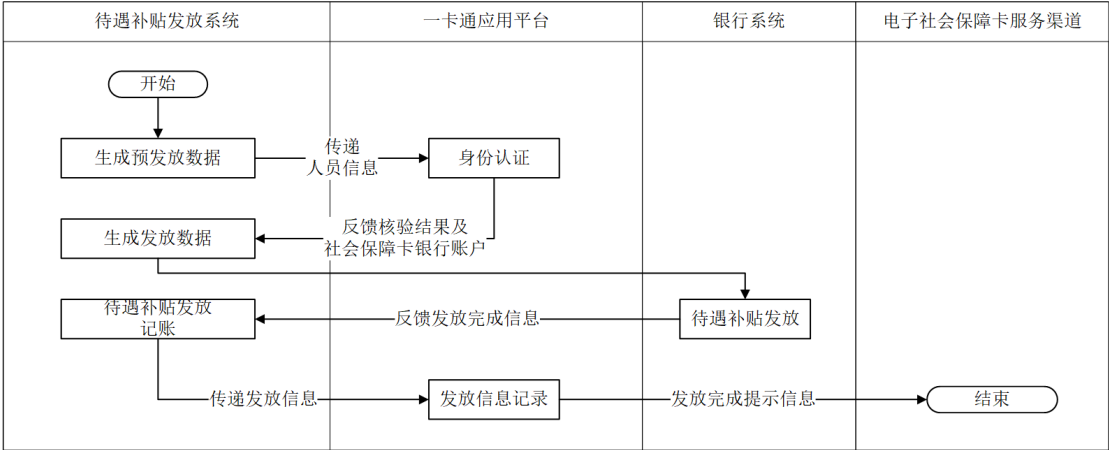 待遇补贴发放系统
一卡通应用平台
银行系统
电子社会保障卡服务渠道
开始
生成预发放数据
传递
人员信息
身份认证
生成发放数据
反馈核验结果及
社会保障卡银行账户
待遇补贴发放
记账
反馈发放完成信息
待遇补贴发放
传递发放信息
发放信息记录
发放完成提示信息
结束